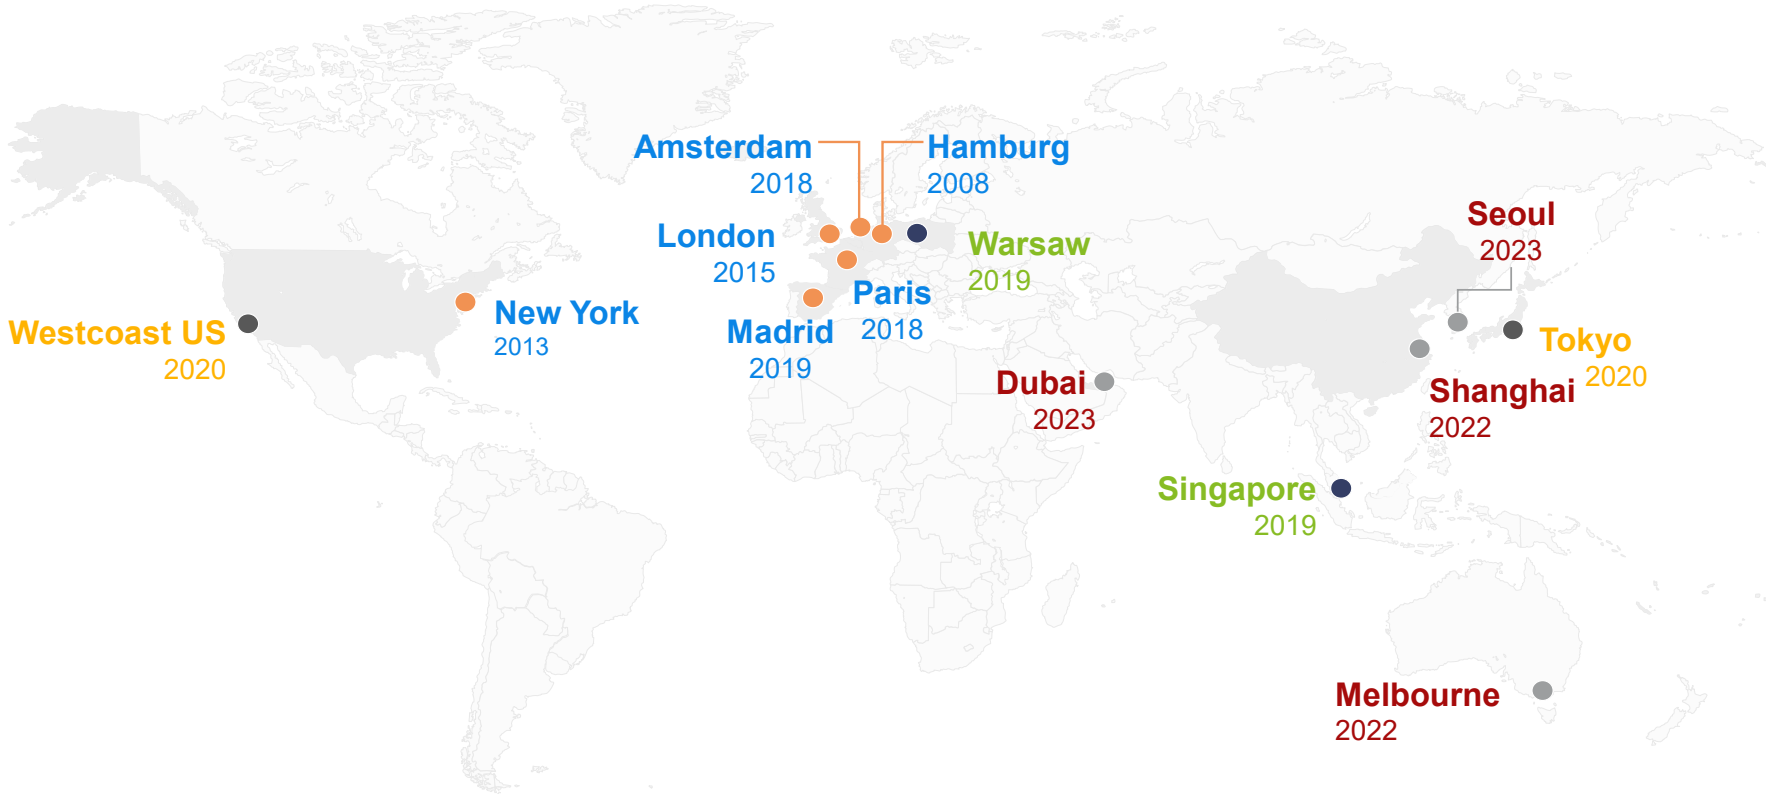 Amsterdam
2018
Hamburg
2008
London
2015
Warsaw
2019
Seoul
2023
Westcoast US
2020
New York
2013
Paris
2018
Madrid
2019
Tokyo
2020
Dubai
2023
Shanghai
2022
Singapore
2019
Melbourne
2022